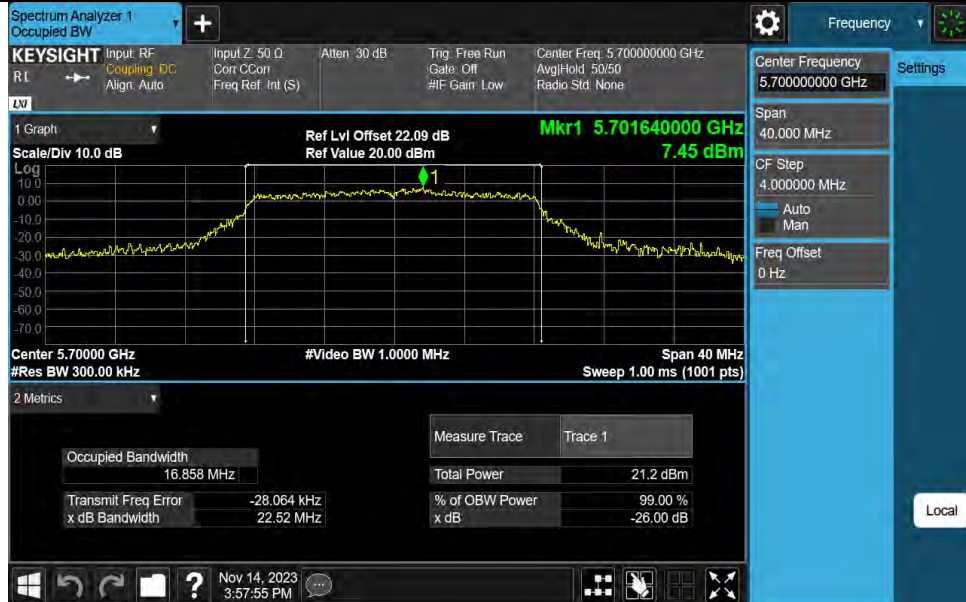 Spectrum Analyzer 1
Occupied BW
Frequency
KEYSIGHT
Input: RF
Coupling: DC
Align: Auto
Input Z: 50 Ω
Corr CCorr
Freq Ref: Int (S)
Atten: 30 dB
Trig: Free Run
Gate: Off
#IF Gain: Low
Center Freq: 5.700000000 GHz
Avg|Hold: 50/50
Radio Std: None
LXI
Center Frequency
5.700000000 GHz
Settings
Span
40.000 MHz
CF Step
4.000000 MHz
Auto
Man
Freq Offset
0 Hz
Local
1 Graph
Scale/Div 10.0 dB
Ref Lvl Offset 22.09 dB
Ref Value 20.00 dBm
Mkr1 5.701640000 GHz
7.45 dBm
Log
1
10.0
0.00
-10.0
-20.0
-30.0
-40.0
-50.0
-60.0
-70.0
Center 5.70000 GHz
#Res BW 300.00 kHz
#Video BW 1.0000 MHz
Span 40 MHz
Sweep 1.00 ms (1001 pts)
2 Metrics
Measure Trace Trace 1
Occupied Bandwidth
16.858 MHz
Total Power 21.2 dBm
Transmit Freq Error -28.064 kHz
% of OBW Power 99.00 %
x dB Bandwidth 22.52 MHz
x dB -26.00 dB
?
Nov 14, 2023
3:57:55 PM